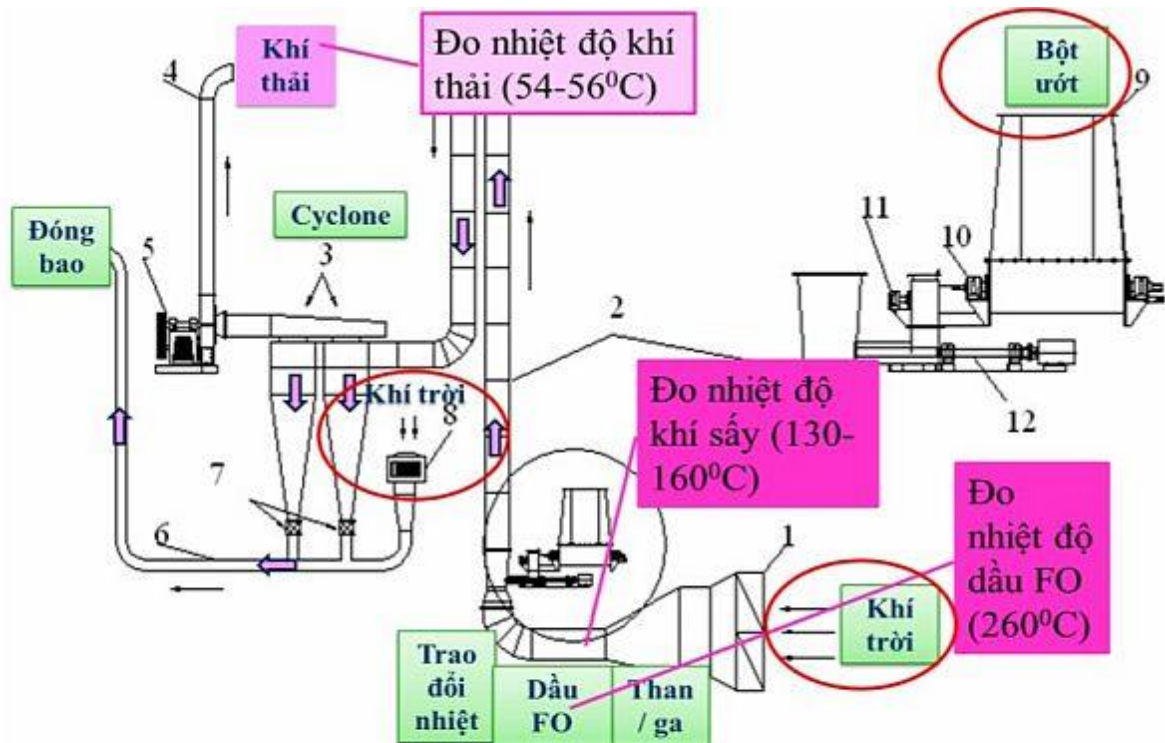 Khí
thải
Đo nhiệt độ khí
thải (54-56⁰C)
Bột
ướt
4
9
Đóng
bao
5
Cyclone
3
11
10
2
12
Khí trời
8
7
6
Đo nhiệt độ
khí sấy (130-
160⁰C)
Đo
nhiệt độ
dầu FO
(260⁰C)
1
Khí
trời
Trao
đổi
nhiệt
Dầu
FO
Than
/ ga